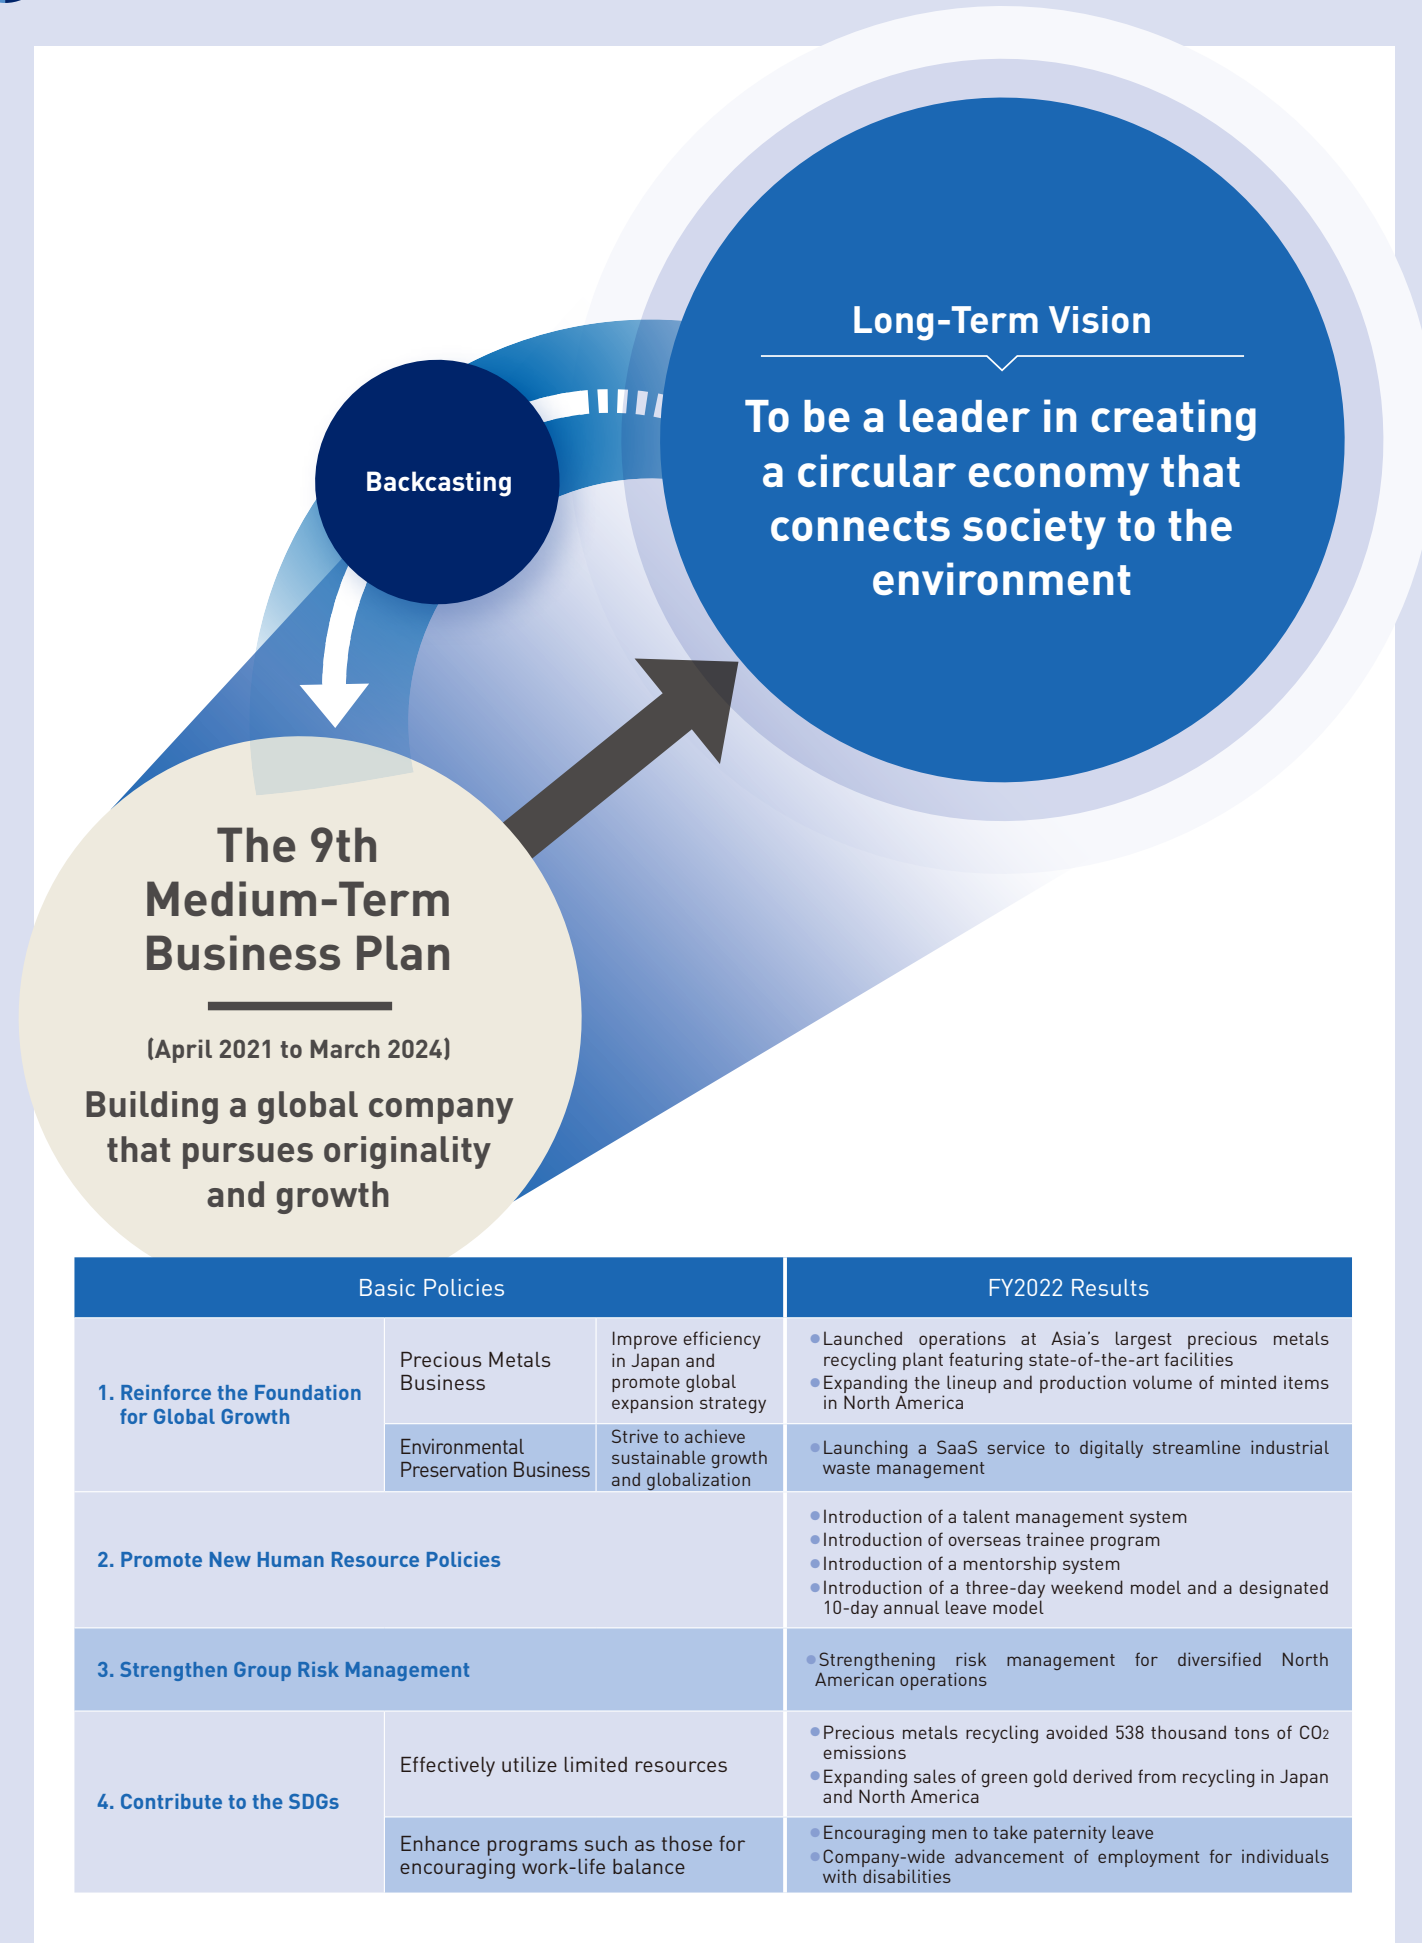 Long-Term Vision
To be a leader in creating
a circular economy that
connects society to the
environment
Backcasting
The 9th
Medium-Term
Business Plan
(April 2021 to March 2024)
Building a global company
that pursues originality
and growth
Basic Policies
FY2022 Results
1. Reinforce the Foundation
for Global Growth
Precious Metals
Business
Improve efficiency
in Japan and
promote global
expansion strategy
●Launched operations at Asia's largest precious metals
recycling plant featuring state-of-the-art facilities
●Expanding the lineup and production volume of minted items
in North America
Environmental
Preservation Business
Strive to achieve
sustainable growth
and globalization
●Launching a SaaS service to digitally streamline industrial
waste management
2. Promote New Human Resource Policies
●Introduction of a talent management system
●Introduction of overseas trainee program
●Introduction of a mentorship system
●Introduction of a three-day weekend model and a designated
10-day annual leave model
3. Strengthen Group Risk Management
●Strengthening risk management for diversified North
American operations
4. Contribute to the SDGs
Effectively utilize limited resources
●Precious metals recycling avoided 538 thousand tons of CO2
emissions
●Expanding sales of green gold derived from recycling in Japan
and North America
Enhance programs such as those for
encouraging work-life balance
●Encouraging men to take paternity leave
●Company-wide advancement of employment for individuals
with disabilities